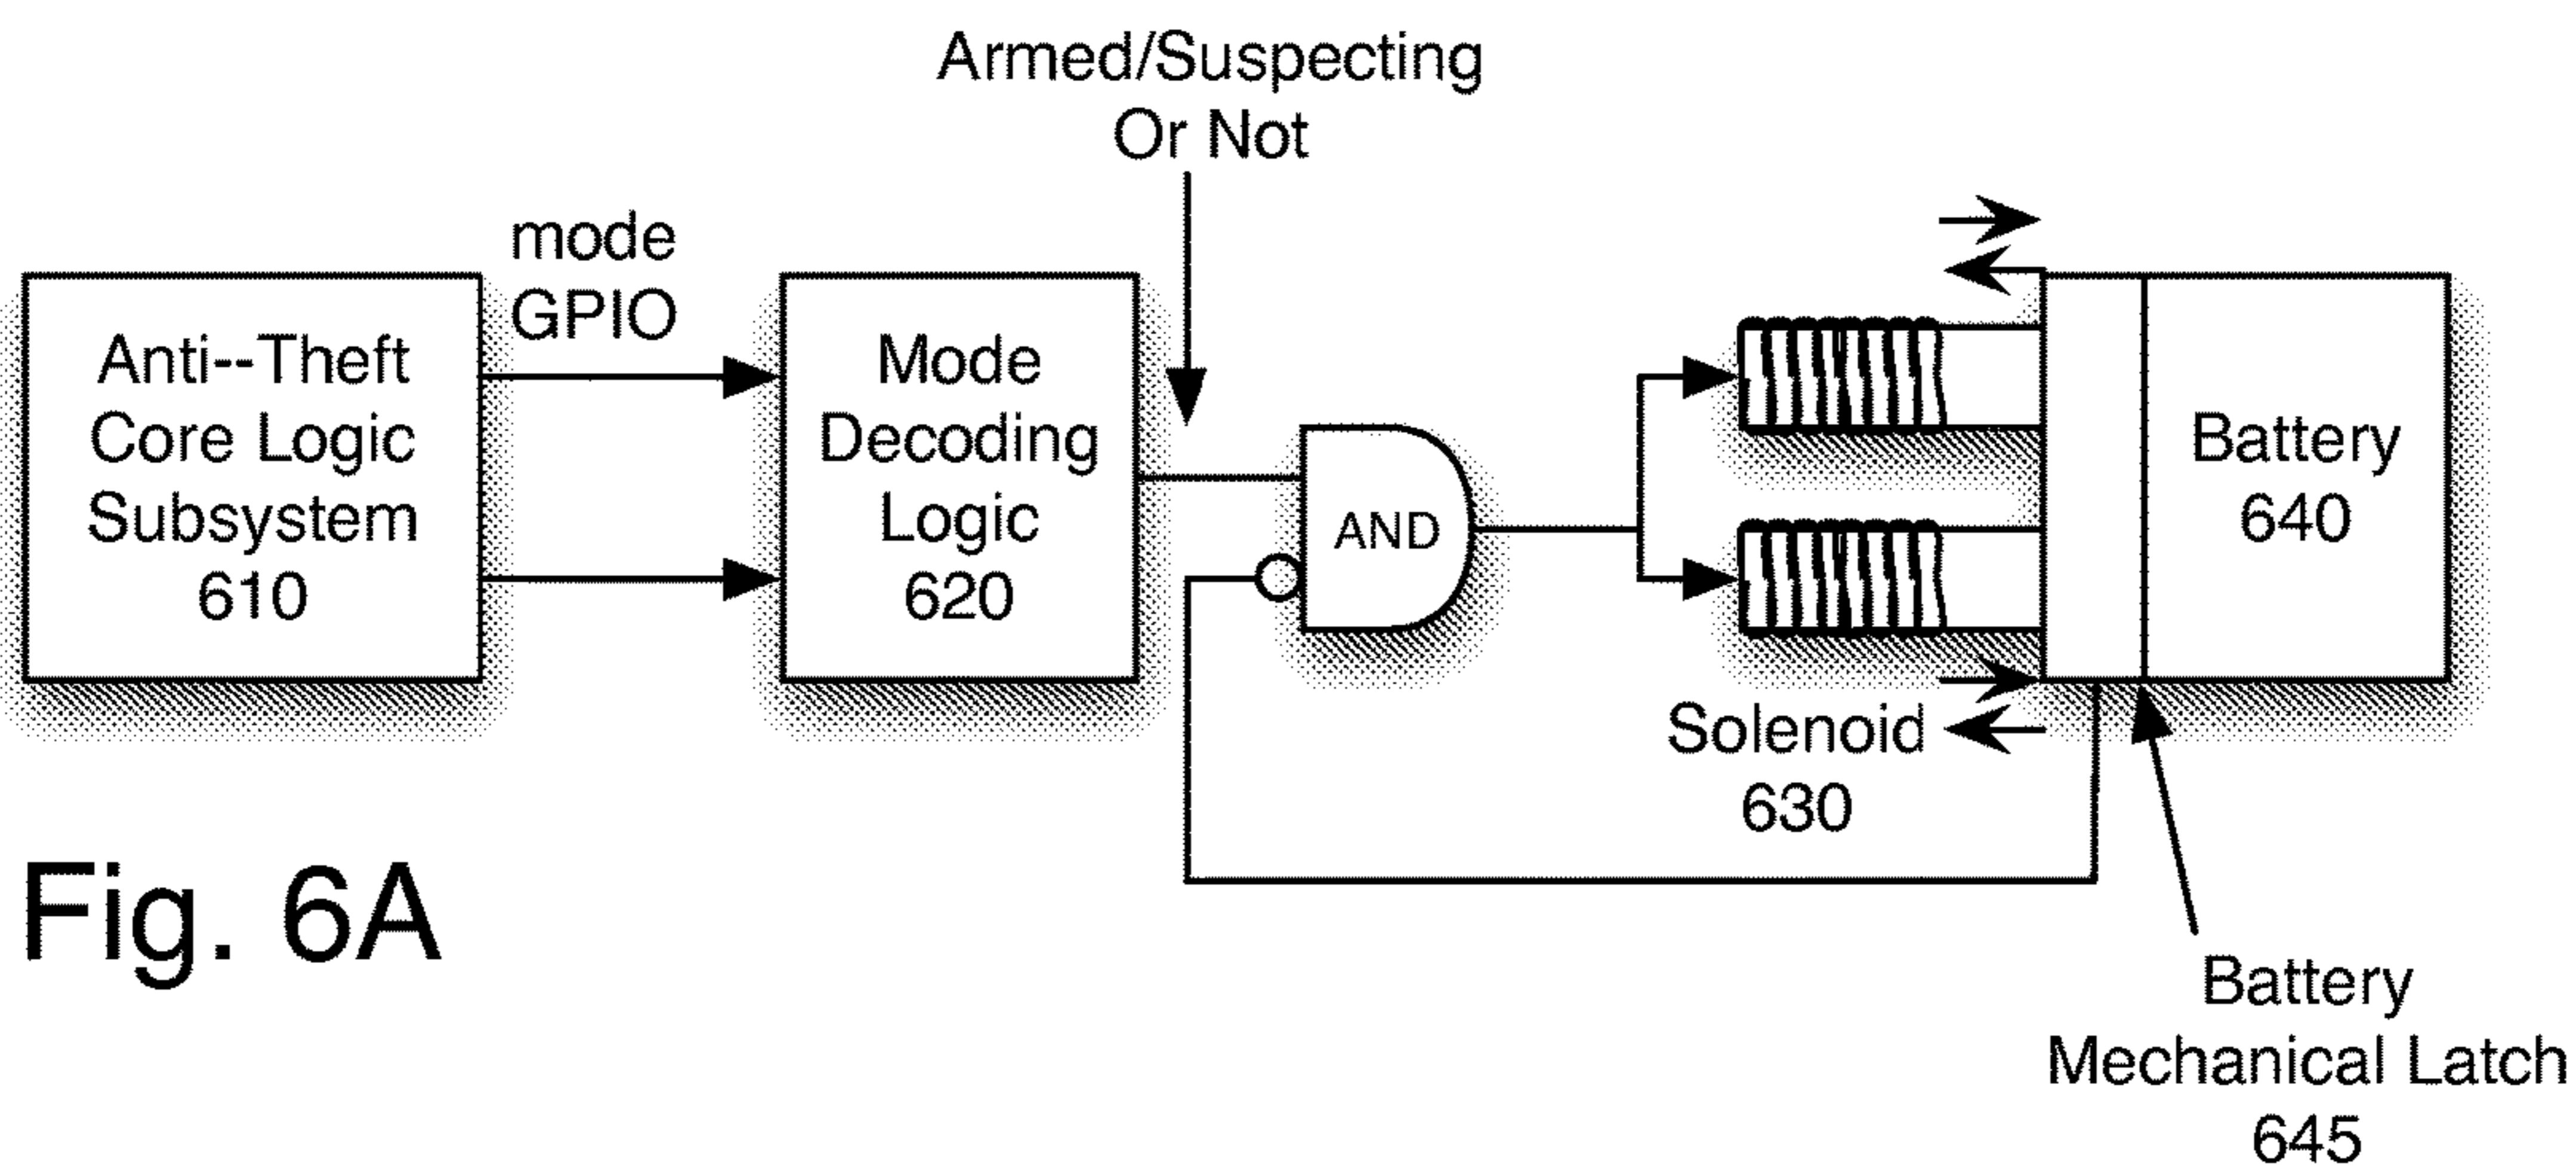 Armed/Suspecting
Or Not
mode
GPIO
Anti--Theft
Core Logic
Subsystem
610
Mode
Decoding
Logic
620
AND
Battery
640
Solenoid
630
Battery
Mechanical Latch
645
Fig. 6A